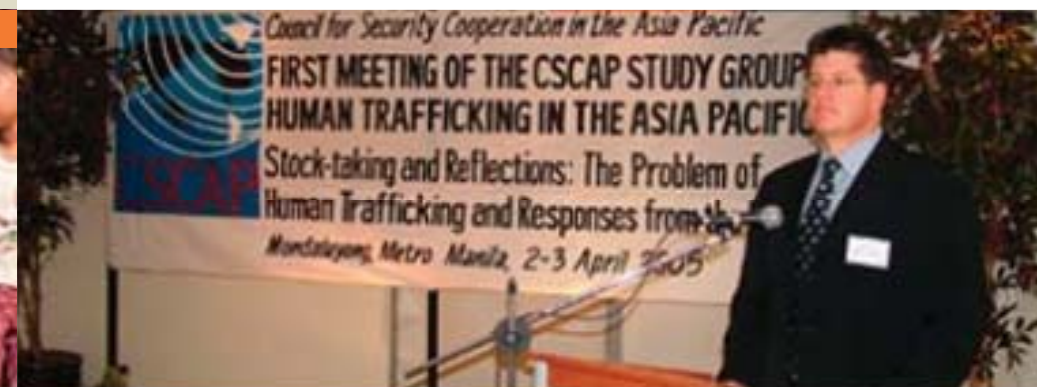 Council for Security Cooperation in the Asia Pacific
FIRST MEETING OF THE CSCAP STUDY GROUP
HUMAN TRAFFICKING IN THE ASIA PACIFIC
Stock-taking and Reflections: The Problem of
Human Trafficking and Responses from the
Mandaluyong, Metro Manila, 2-3 April 2005
CSCAP